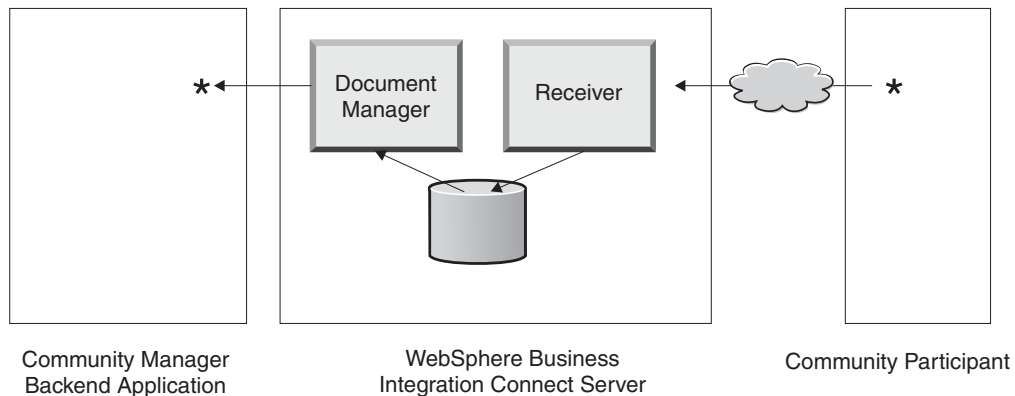 Document
Manager
Receiver
*
*
Community Manager
Backend Application
WebSphere Business
Integration Connect Server
Community Participant